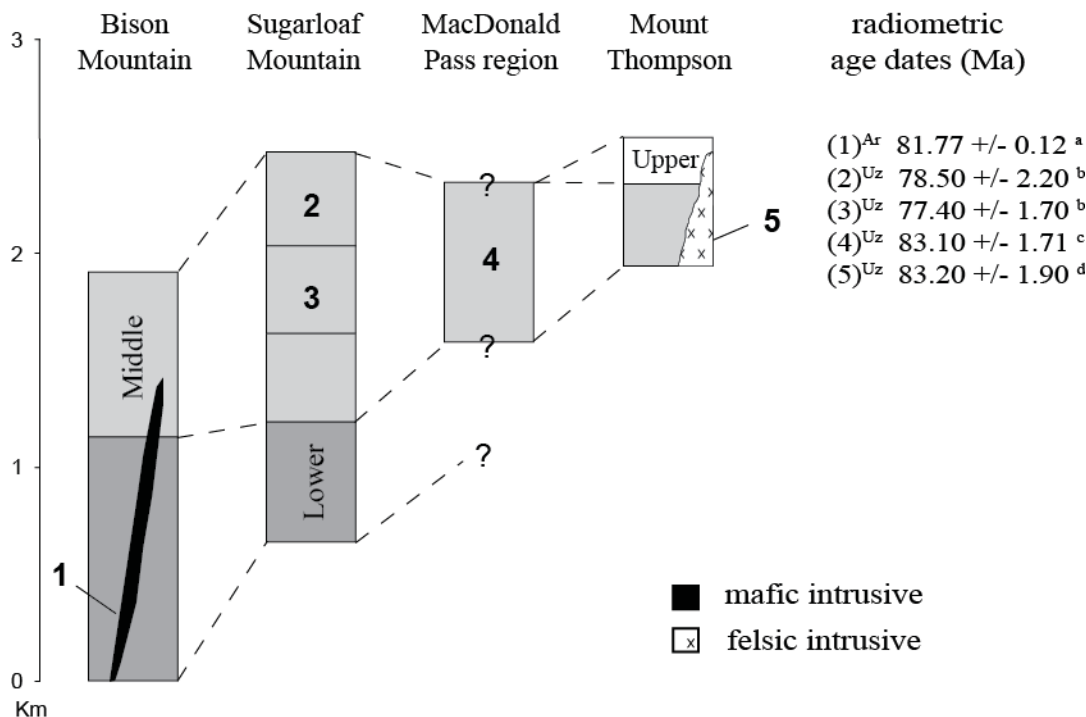 Bison
Mountain
Sugarloaf
Mountain
MacDonald
Pass region
Mount
Thompson
radiometric
age dates (Ma)
3
2
1
0
Km
(1)ᴬʳ 81.77 +/- 0.12 ᵃ
(2)ᵁᶻ 78.50 +/- 2.20 ᵇ
(3)ᵁᶻ 77.40 +/- 1.70 ᵇ
(4)ᵁᶻ 83.10 +/- 1.71 ᶜ
(5)ᵁᶻ 83.20 +/- 1.90 ᵈ
Middle
1
2
3
Lower
?
4
?
?
Upper
5
x
x
x
x
x
x
x
mafic intrusive
x felsic intrusive